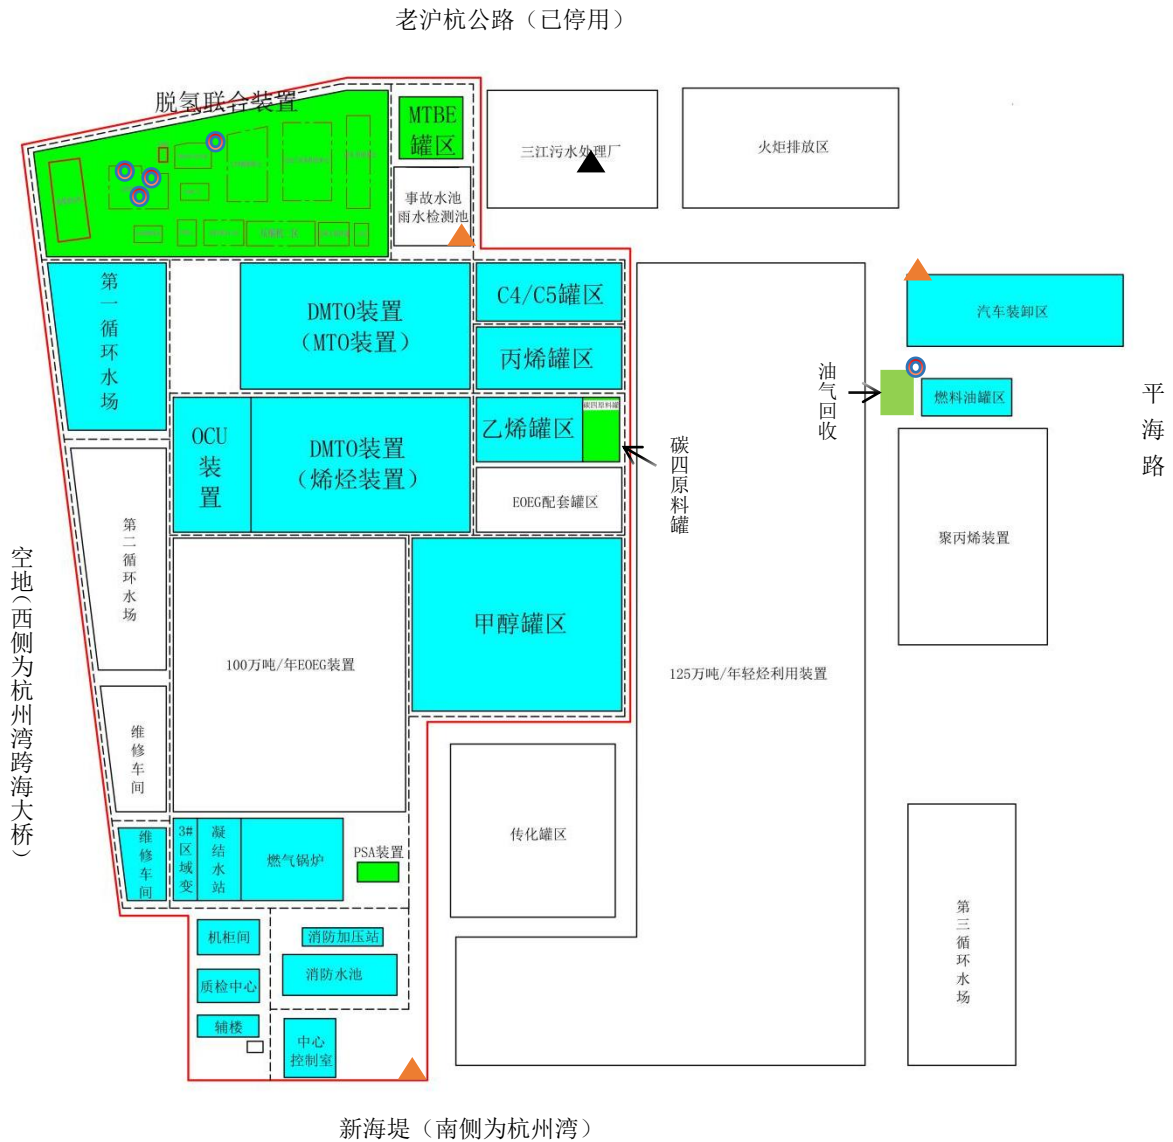 老沪杭公路（已停用）
脱氢联合装置
MTBE
罐区
三江污水处理厂
火炬排放区
事故水池
雨水检测池
第一循环水场
DMTO装置
（MTO装置）
C4/C5罐区
丙烯罐区
汽车装卸区
油气回收
燃料油罐区
平海路
OCU
装
置
DMTO装置
（烯烃装置）
乙烯罐区
碳四原料罐
碳四原料罐
EOEG配套罐区
第二循环水场
聚丙烯装置
空地（西侧为杭州湾跨海大桥）
甲醇罐区
100万吨/年EOEG装置
125万吨/年轻烃利用装置
维修车间
维修车间
3#
区
域
变
凝结水站
燃气锅炉
PSA装置
传化罐区
机柜间
消防加压站
质检中心
消防水池
辅楼
中心
控制室
第三循环水场
新海堤（南侧为杭州湾）